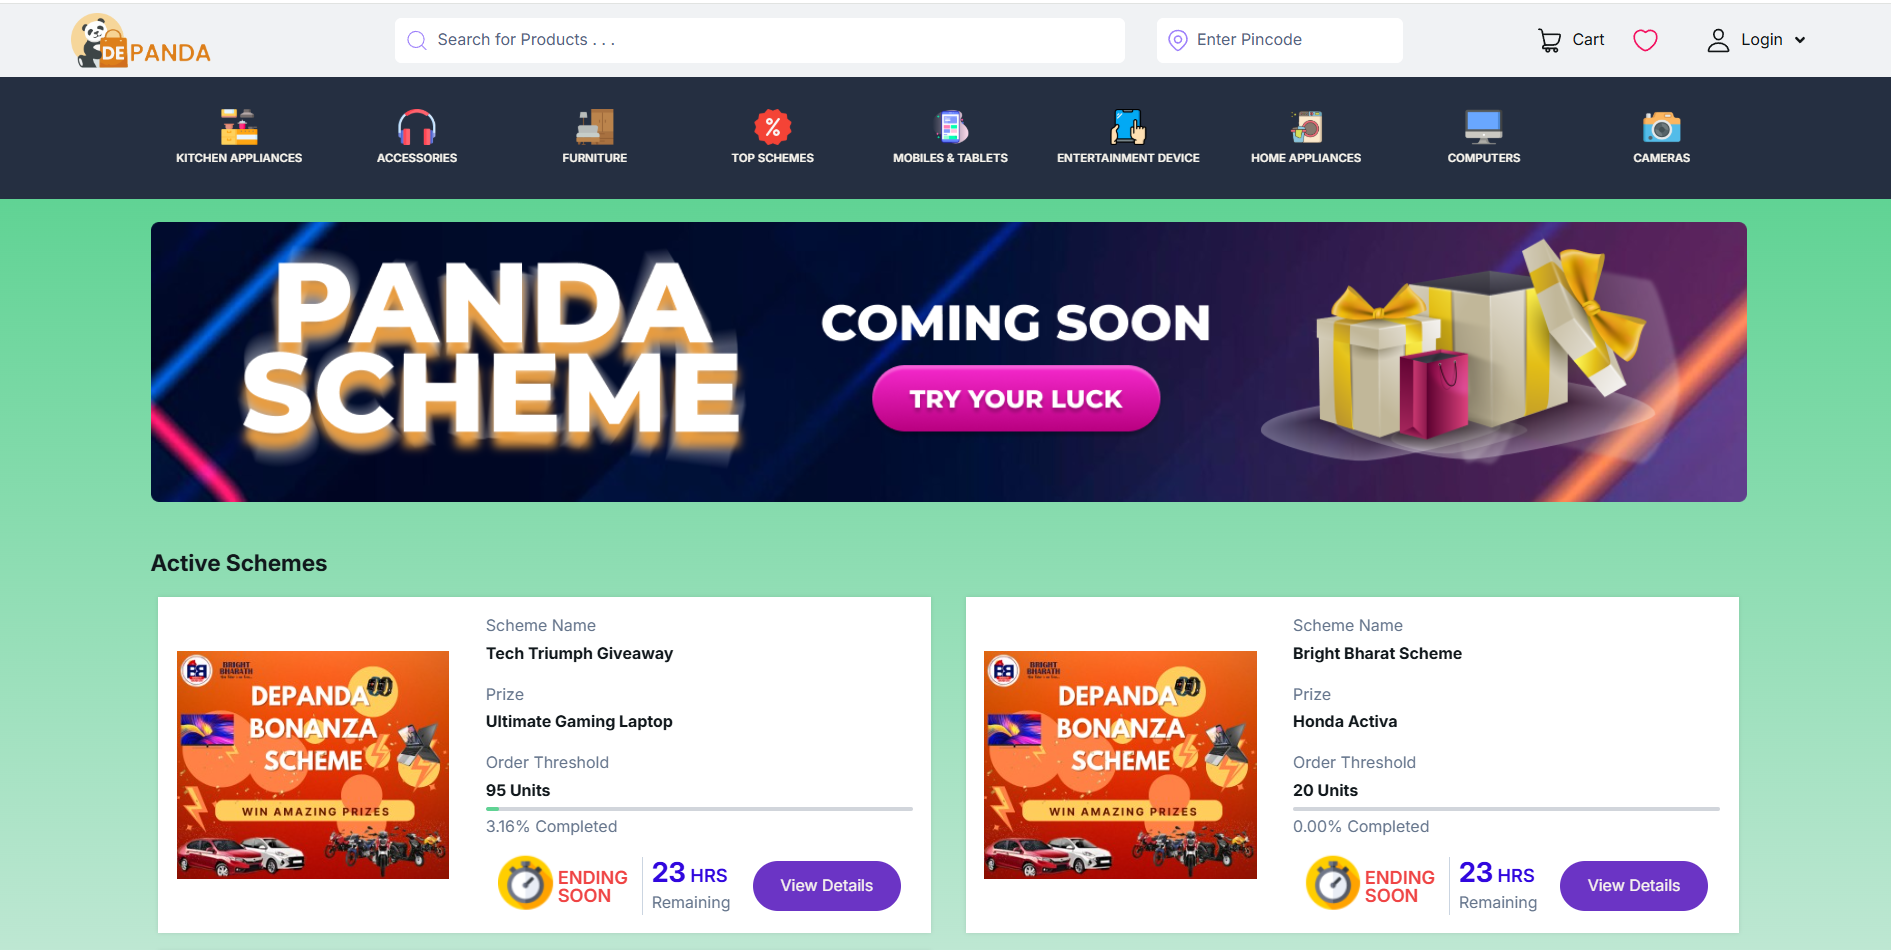 DEPANDA
Search for Products . . .
Enter Pincode
Cart
Login
KITCHEN APPLIANCES
ACCESSORIES
FURNITURE
TOP SCHEMES
MOBILES & TABLETS
ENTERTAINMENT DEVICE
HOME APPLIANCES
COMPUTERS
CAMERAS
PANDA
SCHEME
COMING SOON
TRY YOUR LUCK
Active Schemes
BRIGHT
BHARATH
DEPANDA
BONANZA
SCHEME
WIN AMAZING PRIZES
Scheme Name
Tech Triumph Giveaway
Prize
Ultimate Gaming Laptop
Order Threshold
95 Units
3.16% Completed
ENDING
SOON
23 HRS
Remaining
View Details
BRIGHT
BHARATH
DEPANDA
BONANZA
SCHEME
WIN AMAZING PRIZES
Scheme Name
Bright Bharat Scheme
Prize
Honda Activa
Order Threshold
20 Units
0.00% Completed
ENDING
SOON
23 HRS
Remaining
View Details